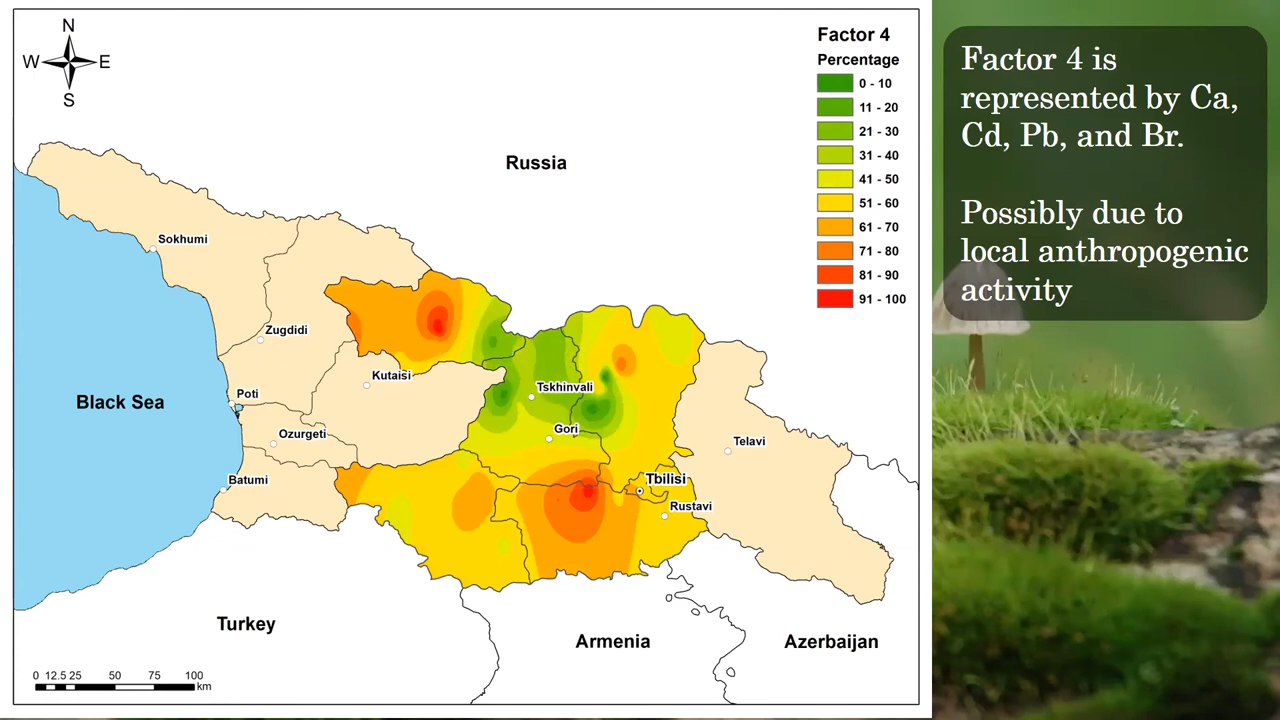 N
W E
S
Factor 4
Percentage
0 - 10
11 - 20
21 - 30
31 - 40
41 - 50
51 - 60
61 - 70
71 - 80
81 - 90
91 - 100
Russia
Sokhumi
Zugdidi
Kutaisi
Tskhinvali
Poti
Black Sea
Gori
Ozurgeti
Telavi
Batumi
Tbilisi
Rustavi
Turkey
Armenia
Azerbaijan
0 12.5 25 50 75 100
km
Factor 4 is
represented by Ca,
Cd, Pb, and Br.
Possibly due to
local anthropogenic
activity